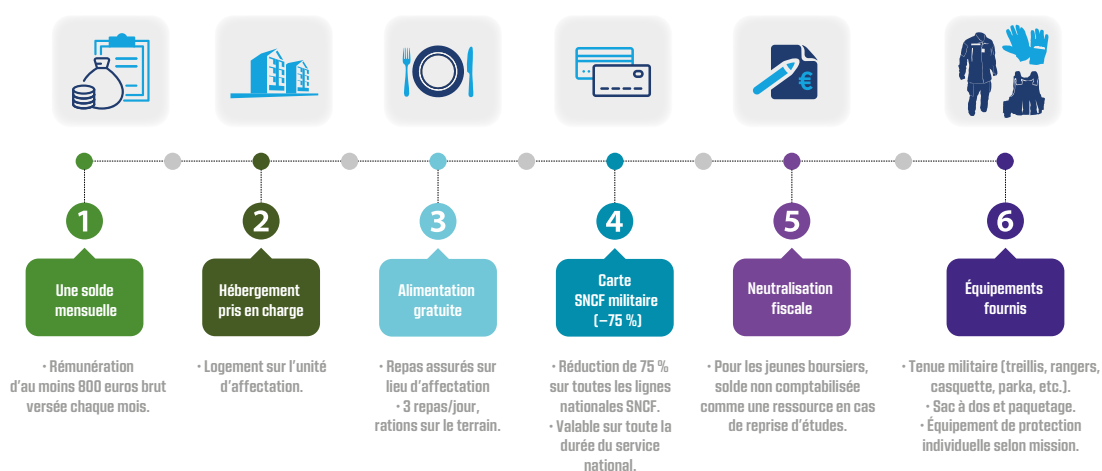 €
1
Une solde
mensuelle
• Rémunération
d'au moins 800 euros brut
versée chaque mois.
2
Hébergement
pris en charge
• Logement sur l'unité
d'affectation.
3
Alimentation
gratuite
• Repas assurés sur
lieu d'affectation
• 3 repas/jour,
rations sur le terrain.
4
Carte
SNCF militaire
(–75 %)
• Réduction de 75 %
sur toutes les lignes
nationales SNCF.
• Valable sur toute la
durée du service
national.
5
Neutralisation
fiscale
• Pour les jeunes boursiers,
solde non comptabilisée
comme une ressource en cas
de reprise d'études.
6
Équipements
fournis
• Tenue militaire (treillis, rangers,
casquette, parka, etc.).
• Sac à dos et paquetage.
• Équipement de protection
individuelle selon mission.